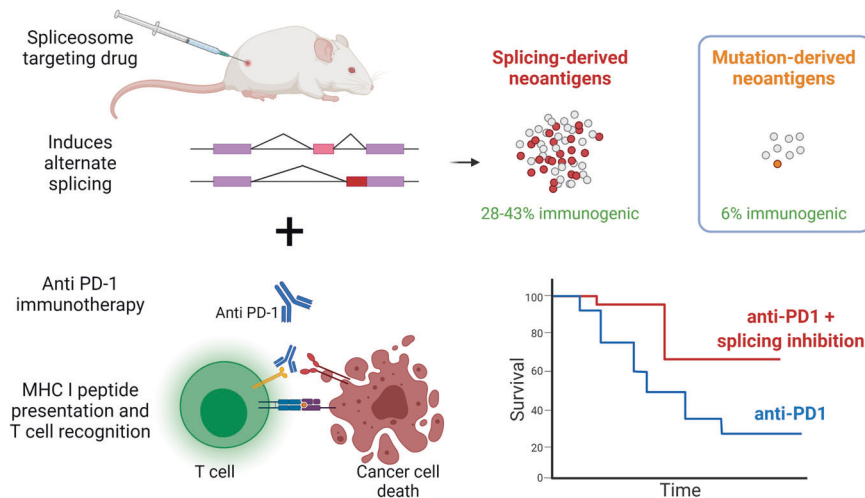 Spliceosome
targeting drug
Splicing-derived
neoantigens
Mutation-derived
neoantigens
Induces
alternate
splicing
28-43% immunogenic
6% immunogenic
+
Anti PD-1
immunotherapy
Anti PD-1
MHC I peptide
presentation and
T cell recognition
T cell
Cancer cell
death
Survival
100
80
60
40
20
0
anti-PD1 +
splicing inhibition
anti-PD1
Time